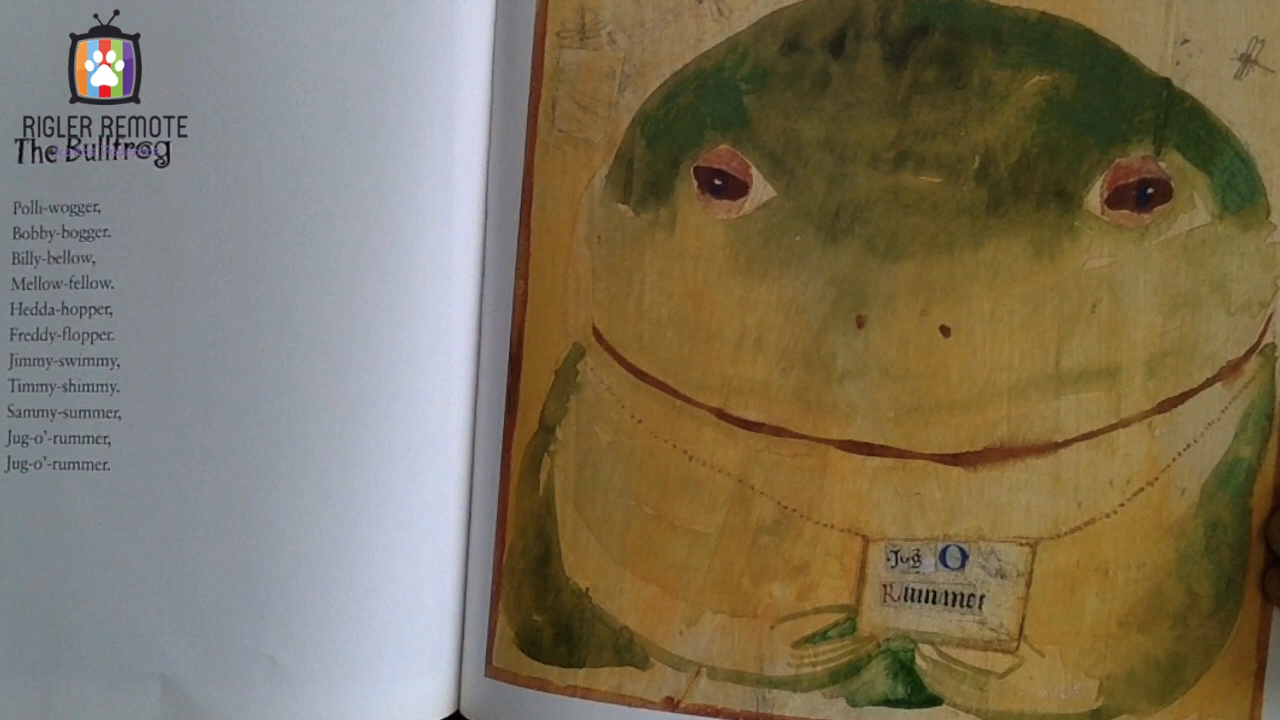 RIGLER REMOTE
The Bullfrog
Polli-wogger,
Bobby-bogger.
Billy-bellow,
Mellow-fellow.
Hedda-hopper,
Freddy-flopper.
Jimmy-swimmy,
Timmy-shimmy.
Sammy-summer,
Jug-o'-rummer,
Jug-o'-rummer.
Jug O
Rummer